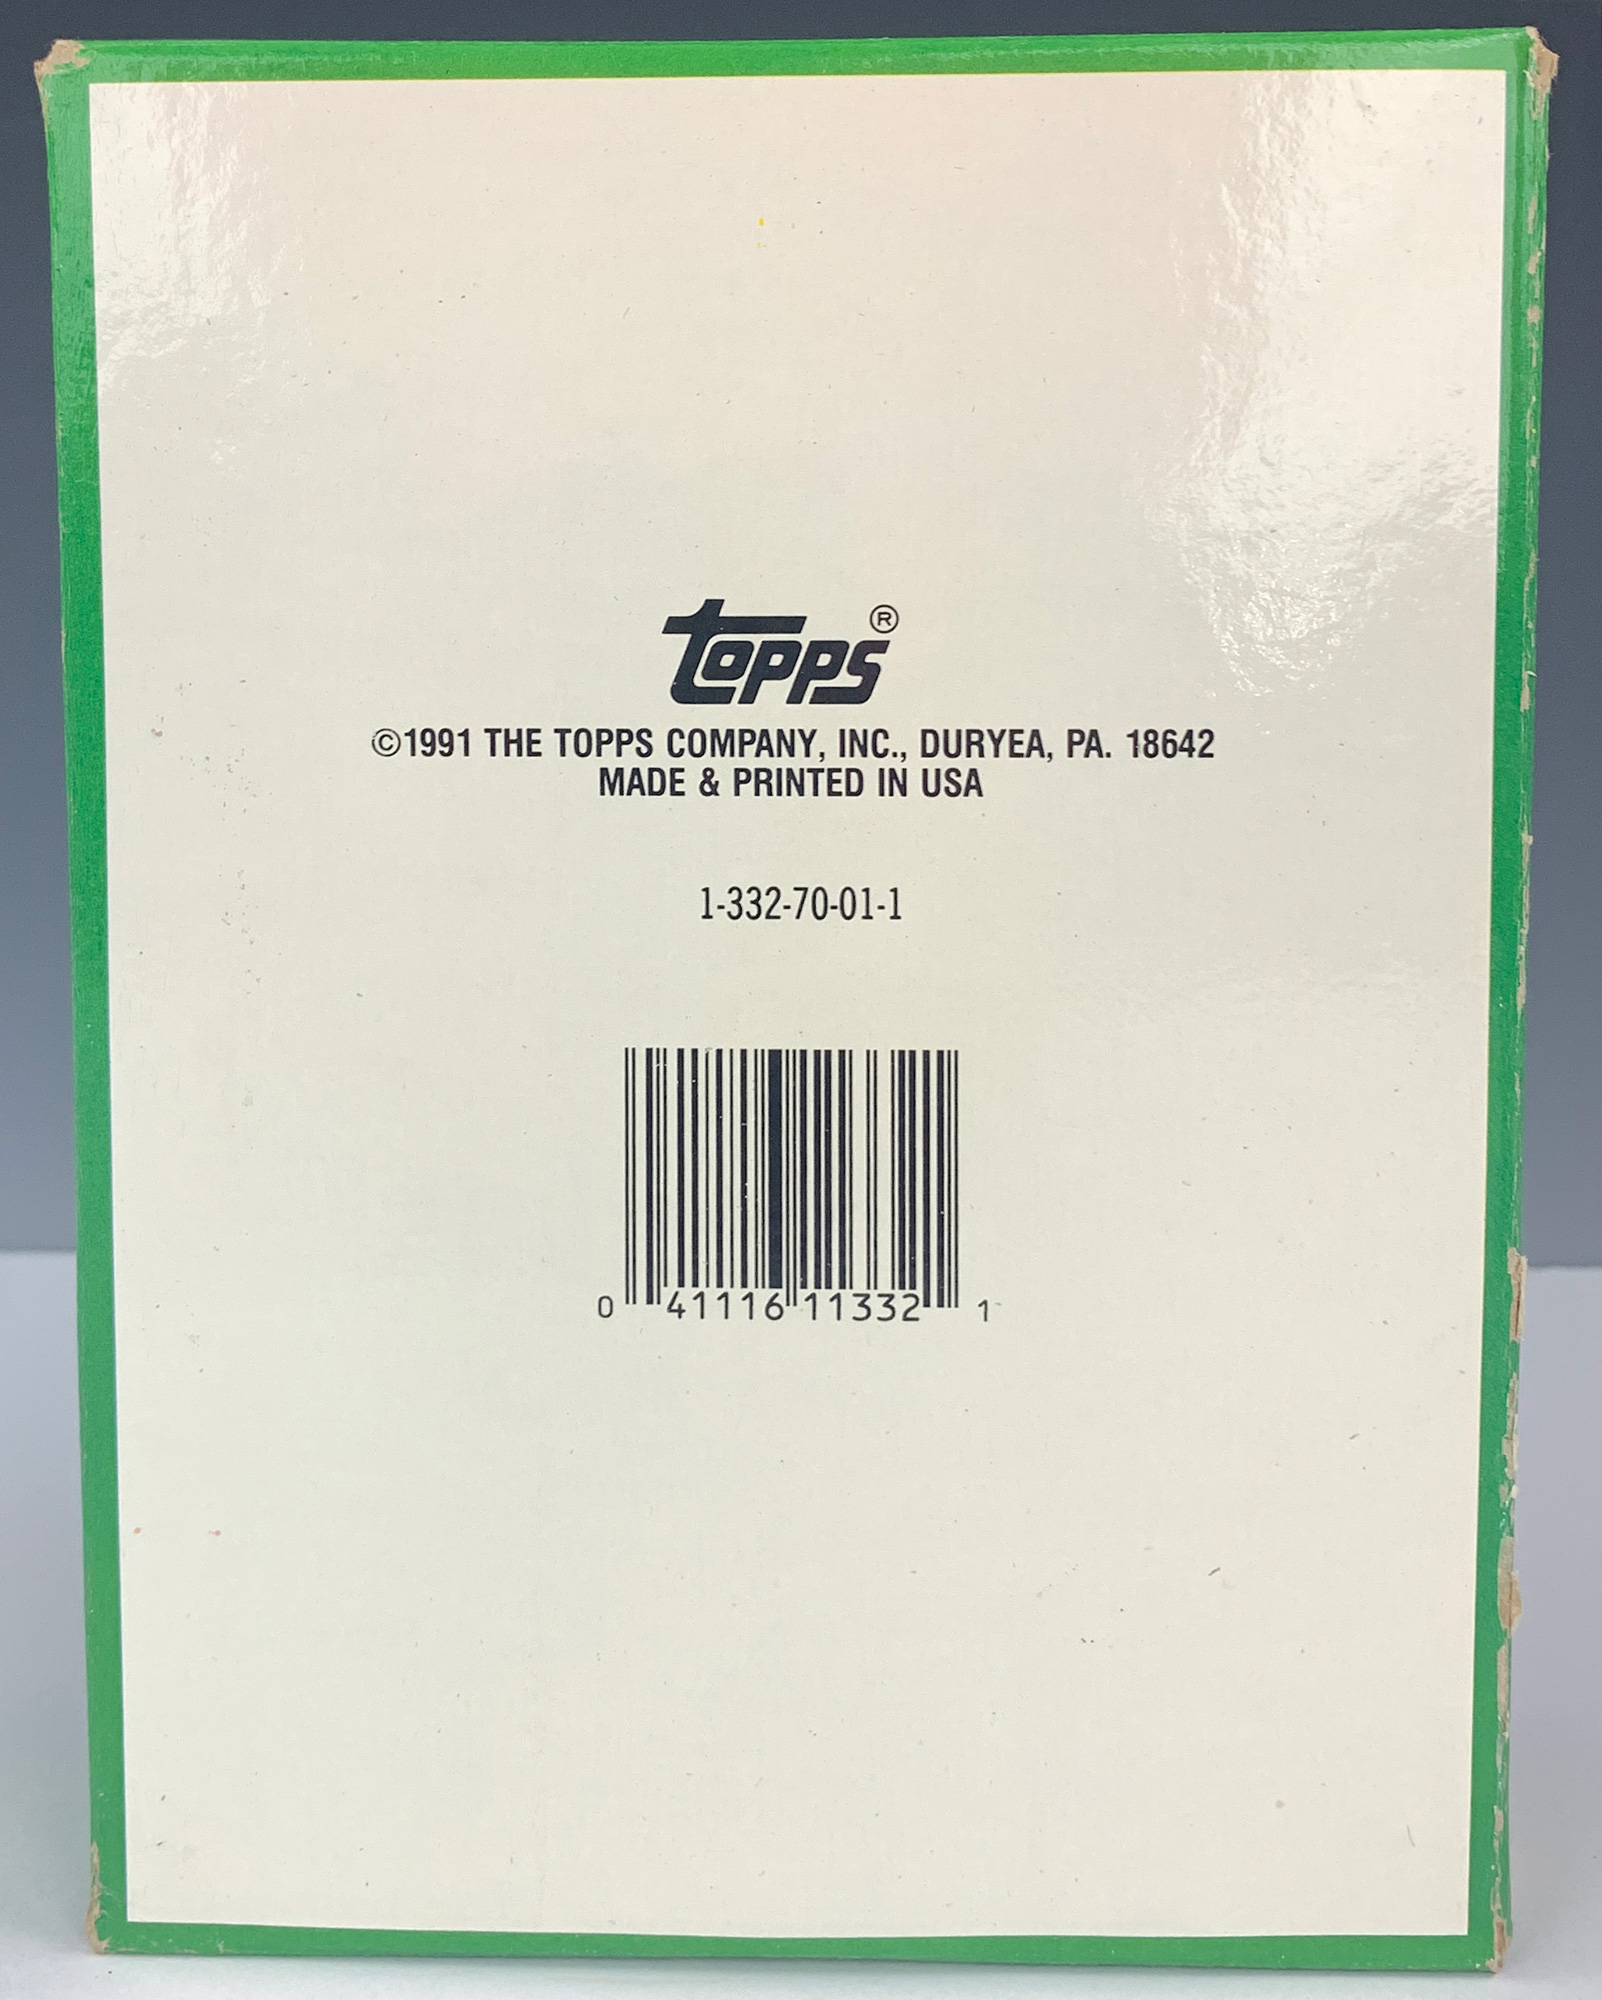 topps®
©1991 THE TOPPS COMPANY, INC., DURYEA, PA. 18642
MADE & PRINTED IN USA
1-332-70-01-1
0 41116 11332 1